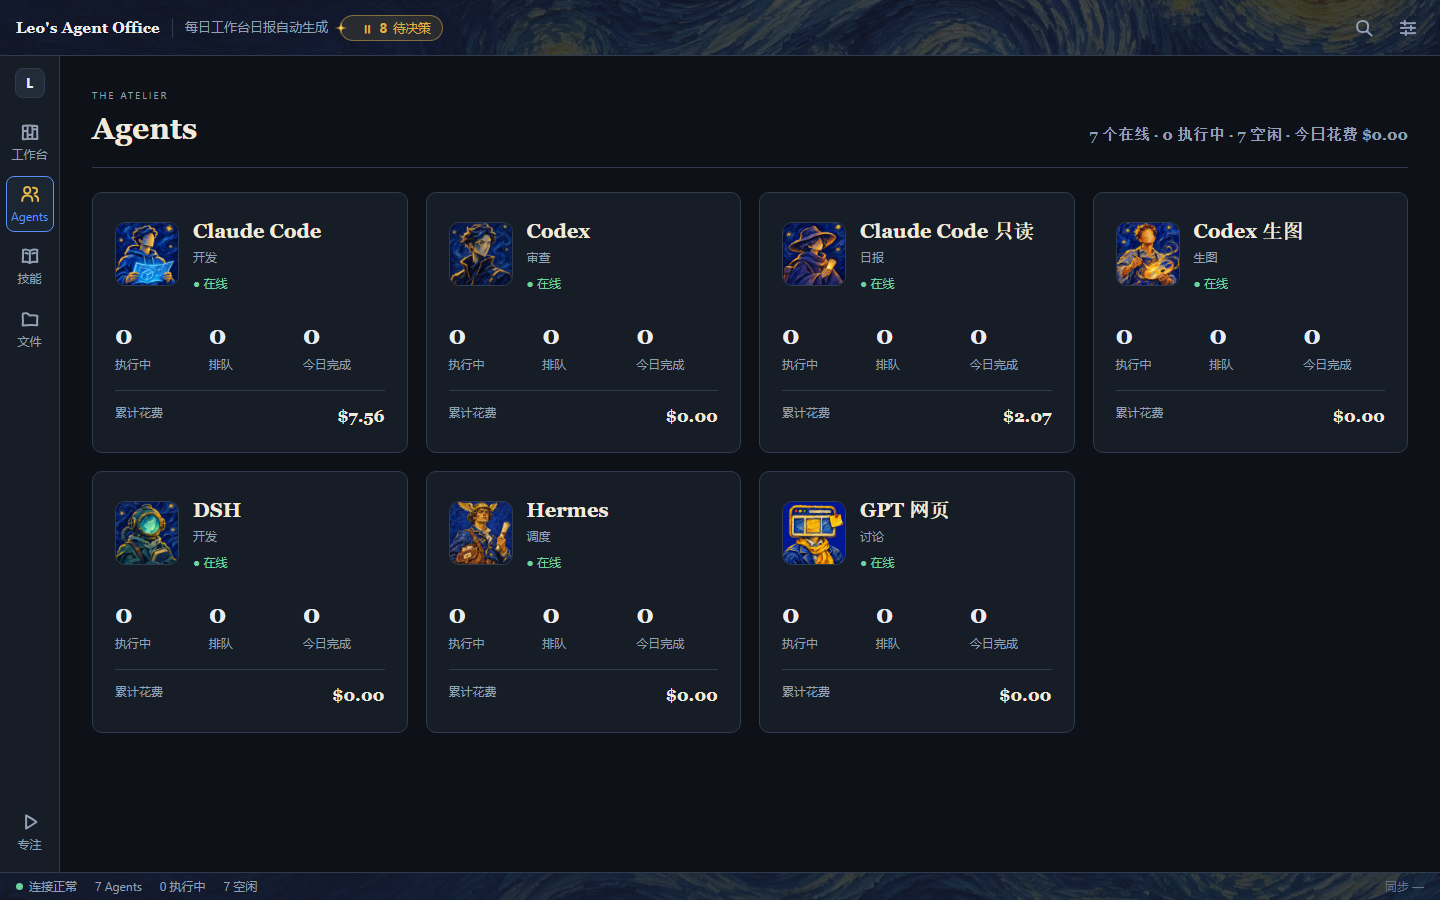 Leo's Agent Office
每日工作台日报自动生成
8 待决策
L
工作台
Agents
技能
文件
专注
THE ATELIER
Agents
7 个在线 · 0 执行中 · 7 空闲 · 今日花费 $0.00
Claude Code
开发
在线
0 0 0
执行中 排队 今日完成
累计花费 $7.56
Codex
审查
在线
0 0 0
执行中 排队 今日完成
累计花费 $0.00
Claude Code 只读
日报
在线
0 0 0
执行中 排队 今日完成
累计花费 $2.07
Codex 生图
生图
在线
0 0 0
执行中 排队 今日完成
累计花费 $0.00
DSH
开发
在线
0 0 0
执行中 排队 今日完成
累计花费 $0.00
Hermes
调度
在线
0 0 0
执行中 排队 今日完成
累计花费 $0.00
GPT 网页
讨论
在线
0 0 0
执行中 排队 今日完成
累计花费 $0.00
连接正常 7 Agents 0 执行中 7 空闲
同步 —